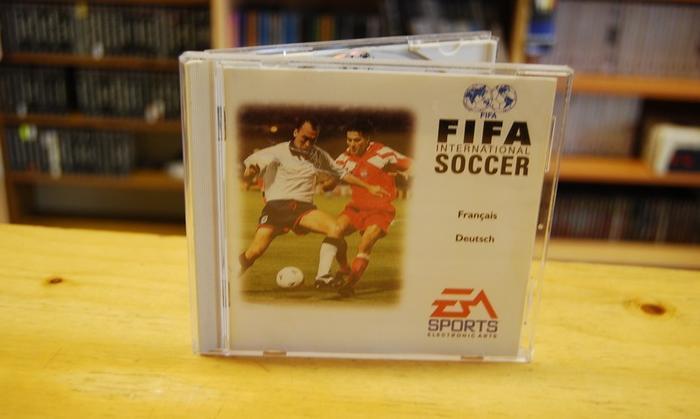 FIFA
FIFA
INTERNATIONAL
SOCCER
Français
Deutsch
EA
SPORTS
ELECTRONIC ARTS